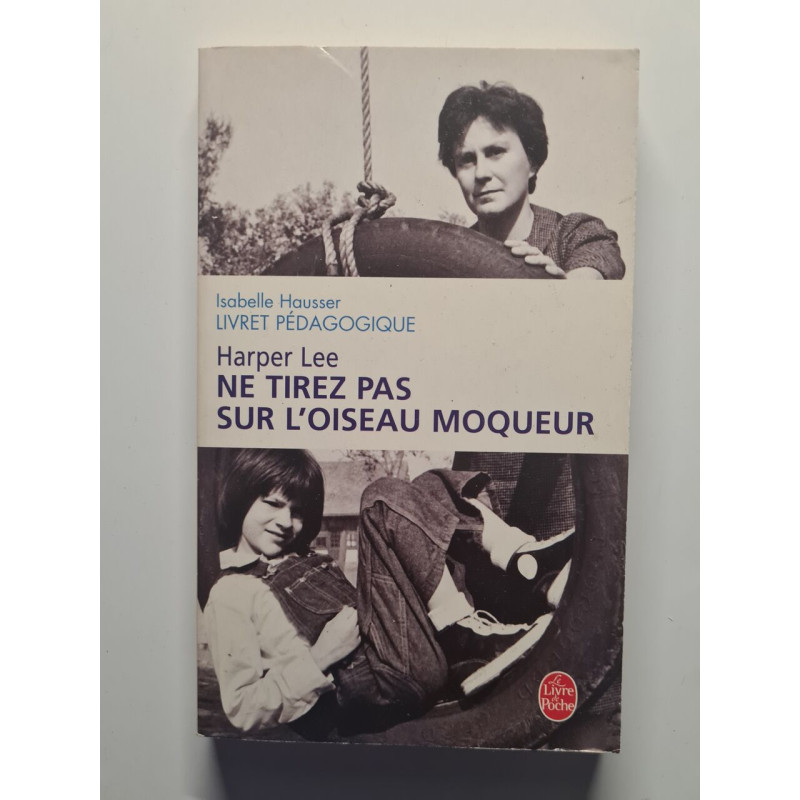 Isabelle Hausser
LIVRET PÉDAGOGIQUE
Harper Lee
NE TIREZ PAS
SUR L'OISEAU MOQUEUR
Le
Livre
de
Poche